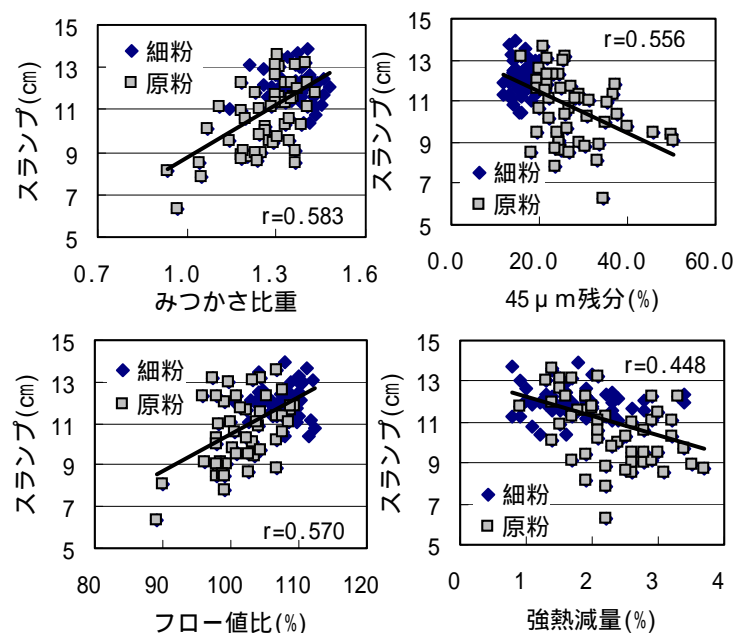 スランプ(㎝)
15
13
11
9
7
5
細粉
原粉
r=0.583
0.7
1.0
1.3
1.6
みつかさ比重
スランプ(㎝)
15
13
11
9
7
5
r=0.556
細粉
原粉
0.0
20.0
40.0
60.0
45μm残分(%)
スランプ(㎝)
15
13
11
9
7
5
細粉
原粉
r=0.570
80
90
100
110
120
フロー値比(%)
スランプ(㎝)
15
13
11
9
7
5
r=0.448
細粉
原粉
0
1
2
3
4
強熱減量(%)